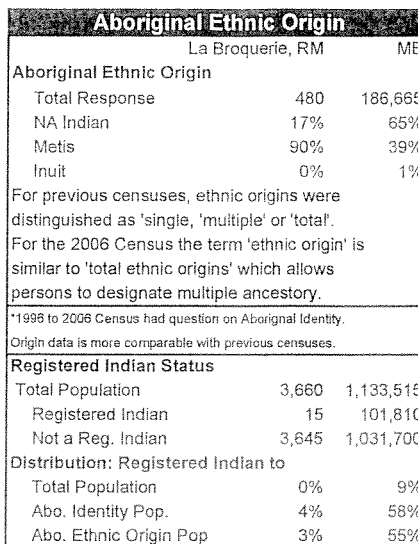 Aboriginal Ethnic Origin
La Broquerie, RM MB
Aboriginal Ethnic Origin
Total Response 480 186,665
NA Indian 17% 65%
Metis 90% 39%
Inuit 0% 1%
For previous censuses, ethnic origins were
distinguished as 'single, 'multiple' or 'total'.
For the 2006 Census the term 'ethnic origin' is
similar to 'total ethnic origins' which allows
persons to designate multiple ancestory.
*1996 to 2006 Census had question on Aborignal Identity.
Origin data is more comparable with previous censuses.
Registered Indian Status
Total Population 3,660 1,133,515
Registered Indian 15 101,810
Not a Reg. Indian 3,645 1,031,700
Distribution: Registered Indian to
Total Population 0% 9%
Abo. Identity Pop. 4% 58%
Abo. Ethnic Origin Pop 3% 55%